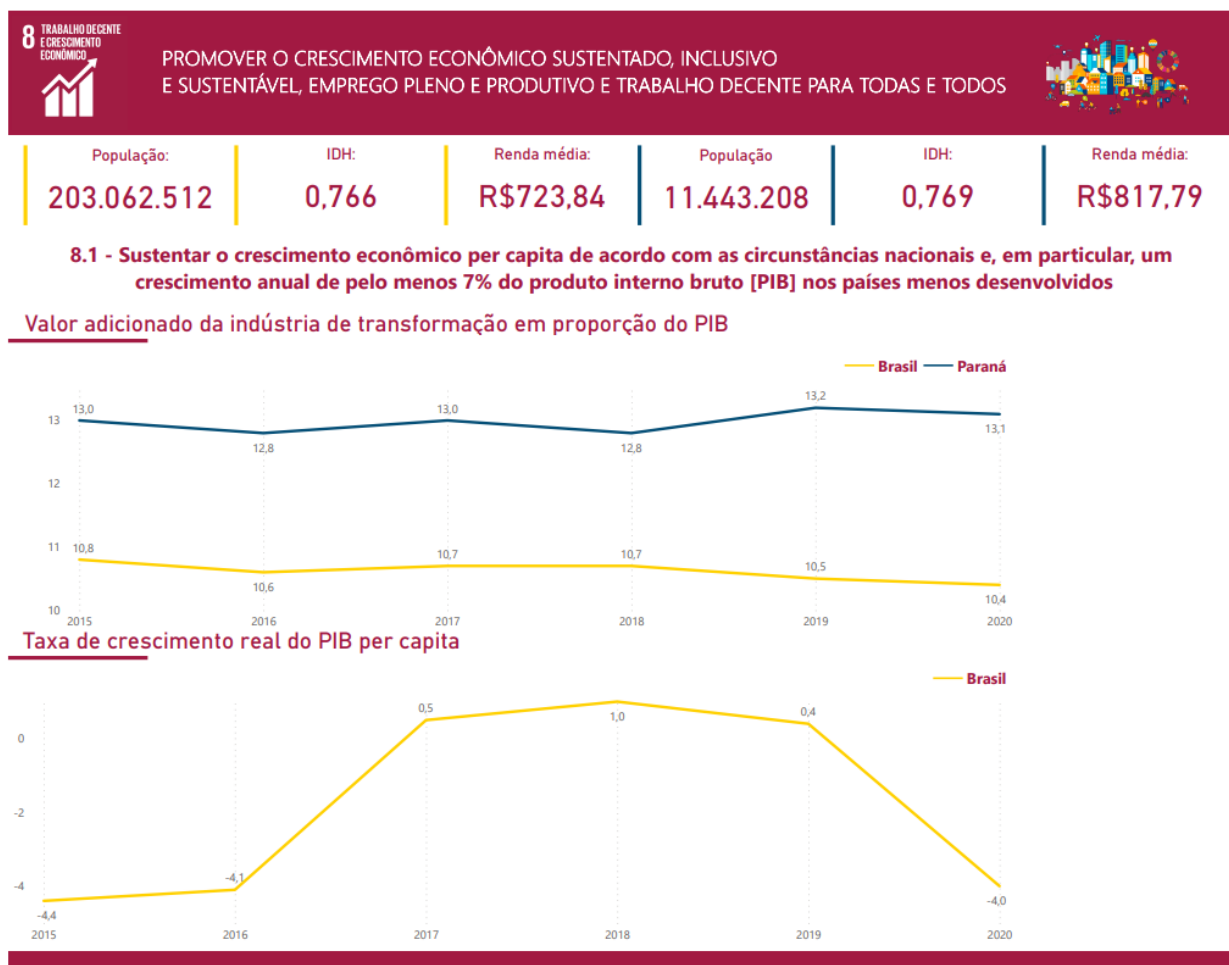 8 TRABALHO DECENTE
E CRESCIMENTO
ECONÔMICO
PROMOVER O CRESCIMENTO ECONÔMICO SUSTENTADO, INCLUSIVO
E SUSTENTÁVEL, EMPREGO PLENO E PRODUTIVO E TRABALHO DECENTE PARA TODAS E TODOS
População: IDH: Renda média: População IDH: Renda média:
203.062.512 0,766 R$723,84 11.443.208 0,769 R$817,79
8.1 - Sustentar o crescimento econômico per capita de acordo com as circunstâncias nacionais e, em particular, um
crescimento anual de pelo menos 7% do produto interno bruto [PIB] nos países menos desenvolvidos
Valor adicionado da indústria de transformação em proporção do PIB
Brasil Paraná
13,2
13 13,0 13,0
13,1
12,8 12,8
12
11 10,8 10,7 10,7
10,5
10,6
10,4
10
2015 2016 2017 2018 2019 2020
Taxa de crescimento real do PIB per capita
Brasil
0,5 1,0 0,4
0
-2
-4 -4,1
-4,4 -4,0
2015 2016 2017 2018 2019 2020